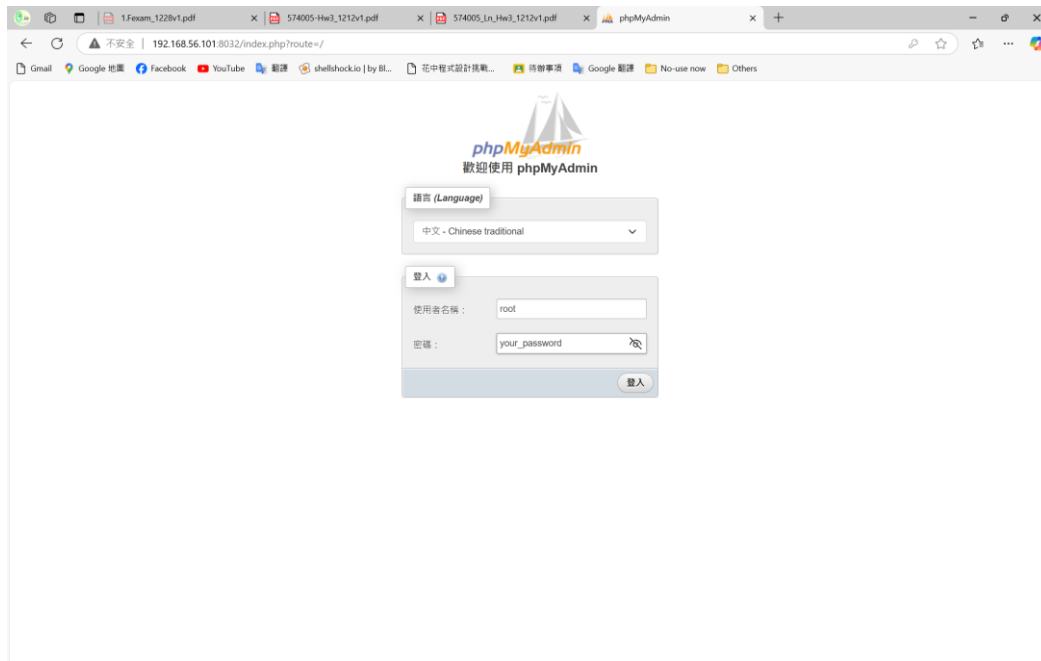 1.Fexam_1228v1.pdf
574005-Hw3_1212v1.pdf
574005_Ln_Hw3_1212v1.pdf
phpMyAdmin
不安全 | 192.168.56.101:8032/index.php?route=/
Gmail Google 地圖 Facebook YouTube 翻譯 shellshock.io | by Bl... 花中程式設計挑戰... 待辦事項 Google 翻譯 No-use now Others
phpMyAdmin
歡迎使用 phpMyAdmin
語言 (Language)
中文 - Chinese traditional
登入
使用者名稱： root
密碼： your_password
登入